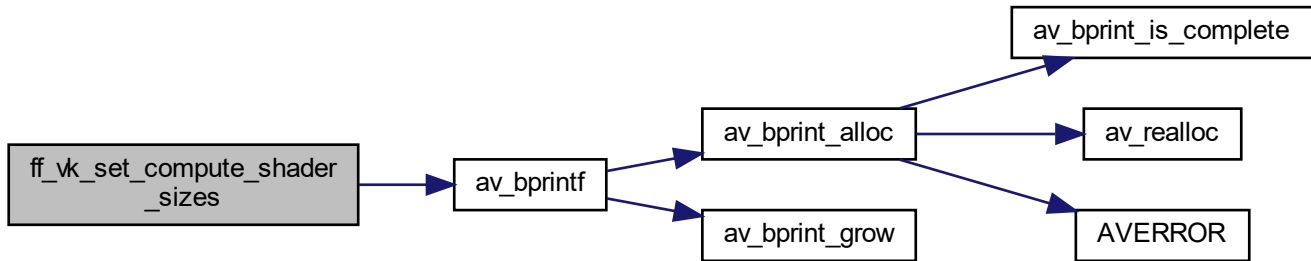 ff_vk_set_compute_shader
_sizes
av_bprintf
av_bprint_alloc
av_bprint_grow
av_bprint_is_complete
av_realloc
AVERROR